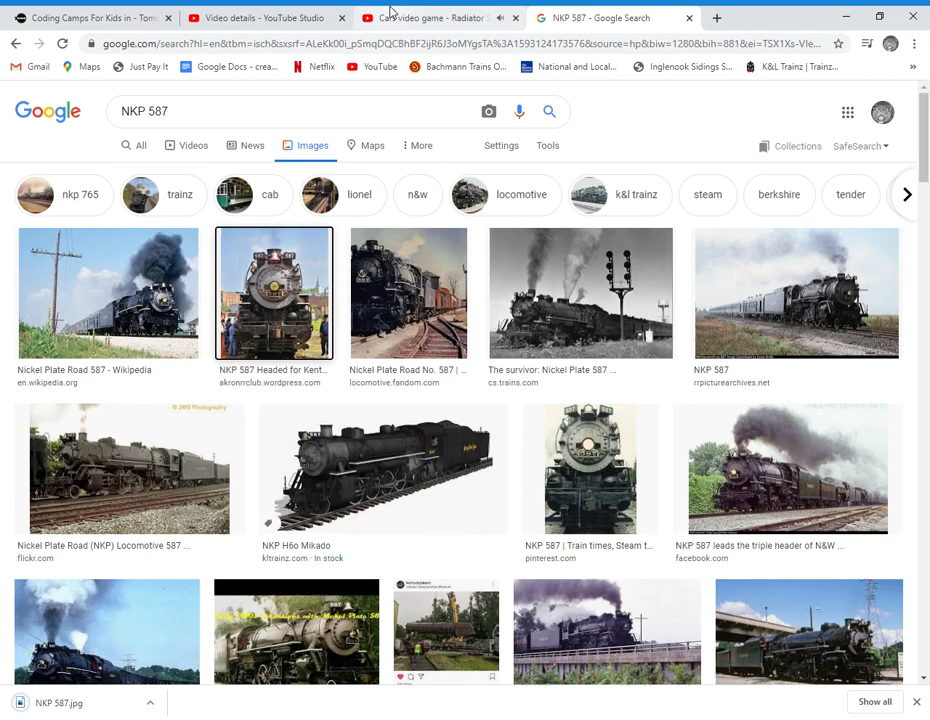 Coding Camps For Kids in - Tom
Video details - YouTube Studio
Cars video game - Radiator S
NKP 587 - Google Search
google.com/search?hl=en&tbm=isch&sxsrf=ALeKk00i_pSmqDQCBhBF2ijR6J3oMYgsTA%3A1593124173576&source=hp&biw=1280&bih=881&ei=TSX1Xs-VIe...
Gmail
Maps
Just Pay It
Google Docs - crea...
Netflix
YouTube
Bachmann Trains O...
National and Local...
Inglenook Sidings S...
K&L Trainz | Trainz...
»
Google
NKP 587
All
Videos
News
Images
Maps
More
Settings
Tools
Collections
SafeSearch
nkp 765
trainz
cab
lionel
n&w
locomotive
k&l trainz
steam
berkshire
tender
Nickel Plate Road 587 - Wikipedia
en.wikipedia.org
NKP 587 Headed for Kent...
akronrrclub.wordpress.com
Nickel Plate Road No. 587 | ...
locomotive.fandom.com
The survivor: Nickel Plate 587 ...
cs.trains.com
NKP 587
rrpicturearchives.net
© JMG Photography
Nickel Plate Road (NKP) Locomotive 587 ...
flickr.com
NKP H6o Mikado
kltrainz.com · In stock
NKP 587 | Train times, Steam t...
pinterest.com
NKP 587 leads the triple header of N&W ...
facebook.com
NKP 587.jpg
Show all